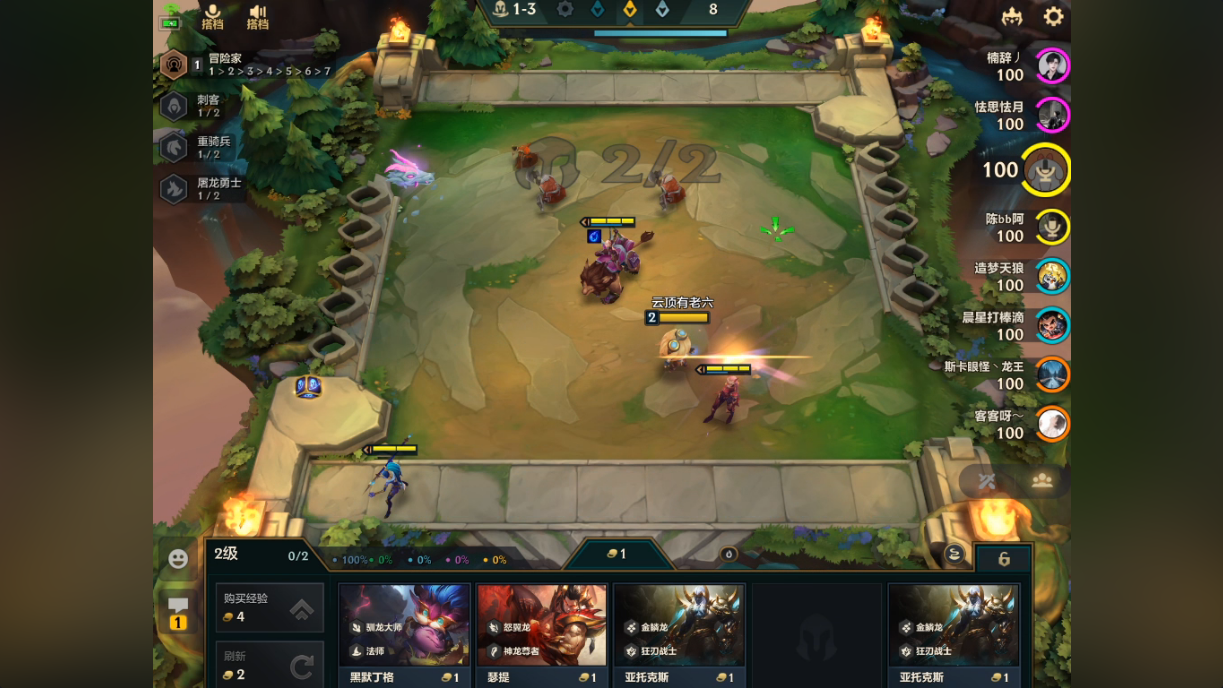 搭档
搭档
1-3
8
1
冒险家
1 > 2 > 3 > 4 > 5 > 6 > 7
刺客
1 / 2
重骑兵
1 / 2
屠龙勇士
1 / 2
2/2
楠辞丿
100
怯思怯月
100
100
陈bb阿
100
造梦天狼
100
晨星打棒滴
100
斯卡眼怪丶龙王
100
客客呀～
100
云顶有老六
2
2级
0/2
100%
0%
0%
0%
0%
1
1
购买经验
4
刷新
2
驯龙大师
法师
黑默丁格
1
怒翼龙
神龙尊者
瑟提
1
金鳞龙
狂刃战士
亚托克斯
1
金鳞龙
狂刃战士
亚托克斯
1